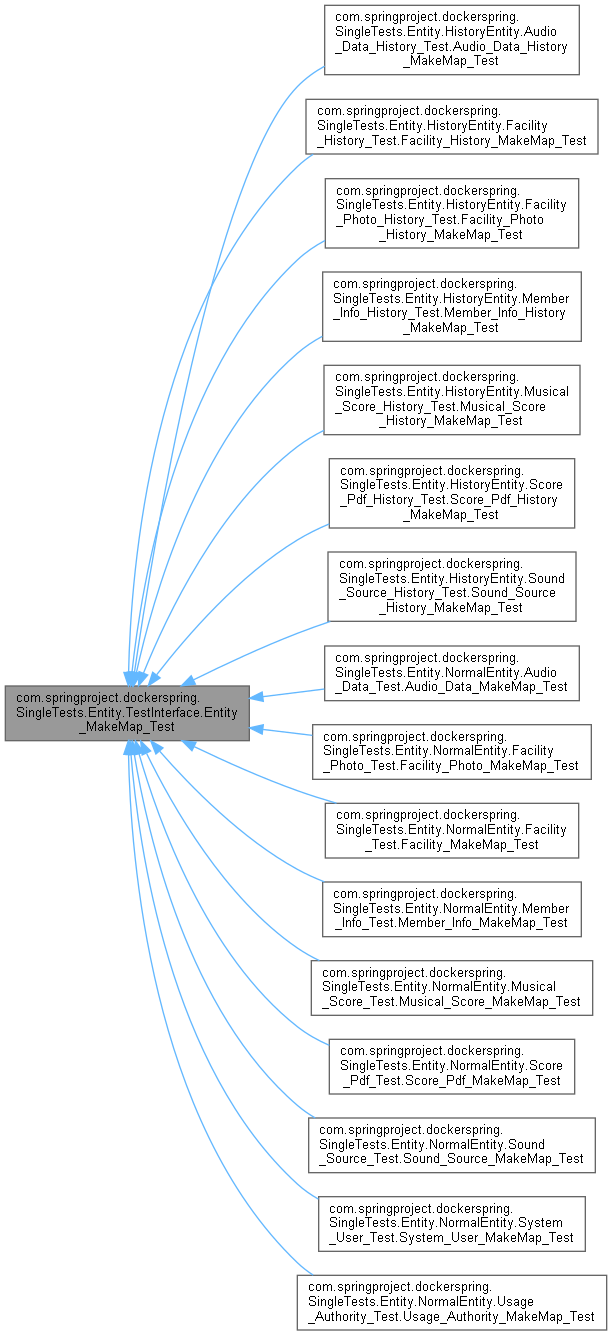 com.springproject.dockerspring.
SingleTests.Entity.HistoryEntity.Audio
_Data_History_Test.Audio_Data_History
_MakeMap_Test
com.springproject.dockerspring.
SingleTests.Entity.HistoryEntity.Facility
_History_Test.Facility_History_MakeMap_Test
com.springproject.dockerspring.
SingleTests.Entity.HistoryEntity.Facility
_Photo_History_Test.Facility_Photo
_History_MakeMap_Test
com.springproject.dockerspring.
SingleTests.Entity.HistoryEntity.Member
_Info_History_Test.Member_Info_History
_MakeMap_Test
com.springproject.dockerspring.
SingleTests.Entity.HistoryEntity.Musical
_Score_History_Test.Musical_Score
_History_MakeMap_Test
com.springproject.dockerspring.
SingleTests.Entity.HistoryEntity.Score
_Pdf_History_Test.Score_Pdf_History
_MakeMap_Test
com.springproject.dockerspring.
SingleTests.Entity.HistoryEntity.Sound
_Source_History_Test.Sound_Source
_History_MakeMap_Test
com.springproject.dockerspring.
SingleTests.Entity.TestInterface.Entity
_MakeMap_Test
com.springproject.dockerspring.
SingleTests.Entity.NormalEntity.Audio
_Data_Test.Audio_Data_MakeMap_Test
com.springproject.dockerspring.
SingleTests.Entity.NormalEntity.Facility
_Photo_Test.Facility_Photo_MakeMap_Test
com.springproject.dockerspring.
SingleTests.Entity.NormalEntity.Facility
_Test.Facility_MakeMap_Test
com.springproject.dockerspring.
SingleTests.Entity.NormalEntity.Member
_Info_Test.Member_Info_MakeMap_Test
com.springproject.dockerspring.
SingleTests.Entity.NormalEntity.Musical
_Score_Test.Musical_Score_MakeMap_Test
com.springproject.dockerspring.
SingleTests.Entity.NormalEntity.Score
_Pdf_Test.Score_Pdf_MakeMap_Test
com.springproject.dockerspring.
SingleTests.Entity.NormalEntity.Sound
_Source_Test.Sound_Source_MakeMap_Test
com.springproject.dockerspring.
SingleTests.Entity.NormalEntity.System
_User_Test.System_User_MakeMap_Test
com.springproject.dockerspring.
SingleTests.Entity.NormalEntity.Usage
_Authority_Test.Usage_Authority_MakeMap_Test